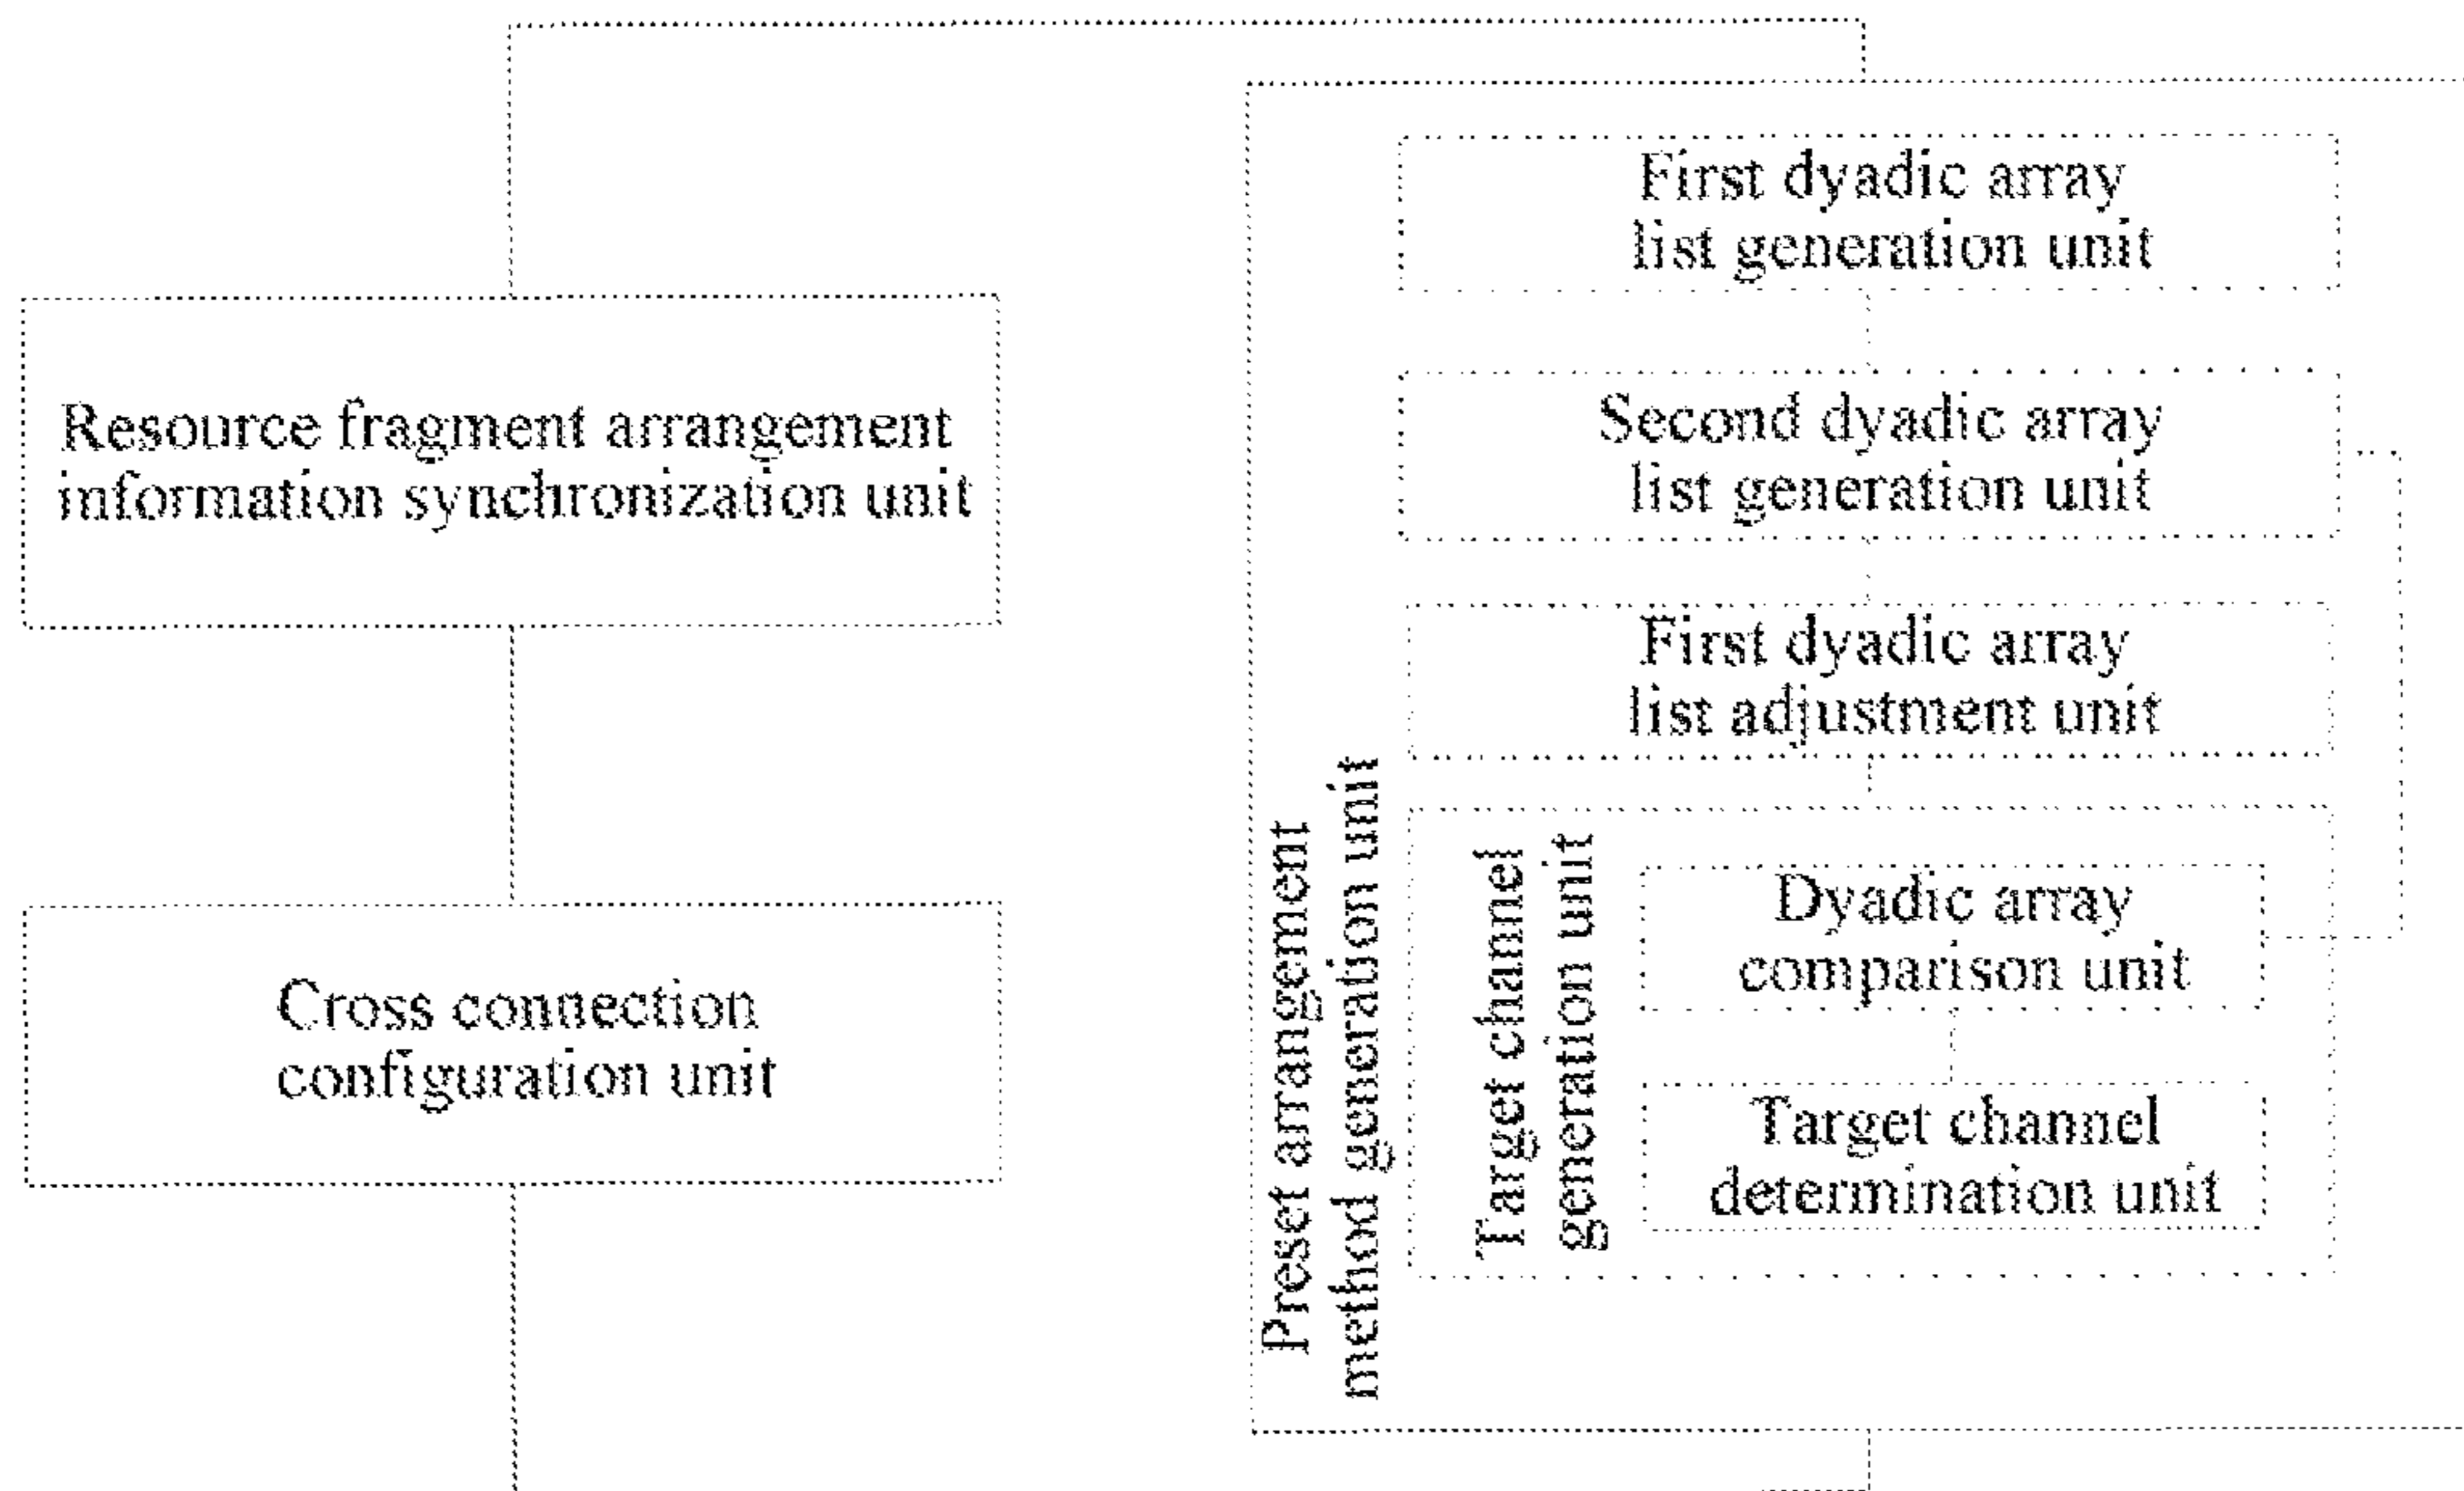 Resource fragment arrangement
information synchronization unit
Cross connection
configuration unit
Preset arrangement
method generation unit
First dyadic array
list generation unit
Second dyadic array
list generation unit
First dyadic array
list adjustment unit
Target channel
generation unit
Dyadic array
comparison unit
Target channel
determination unit